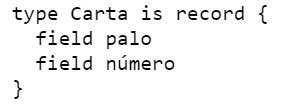 type Carta is record {
  field palo
  field número
}